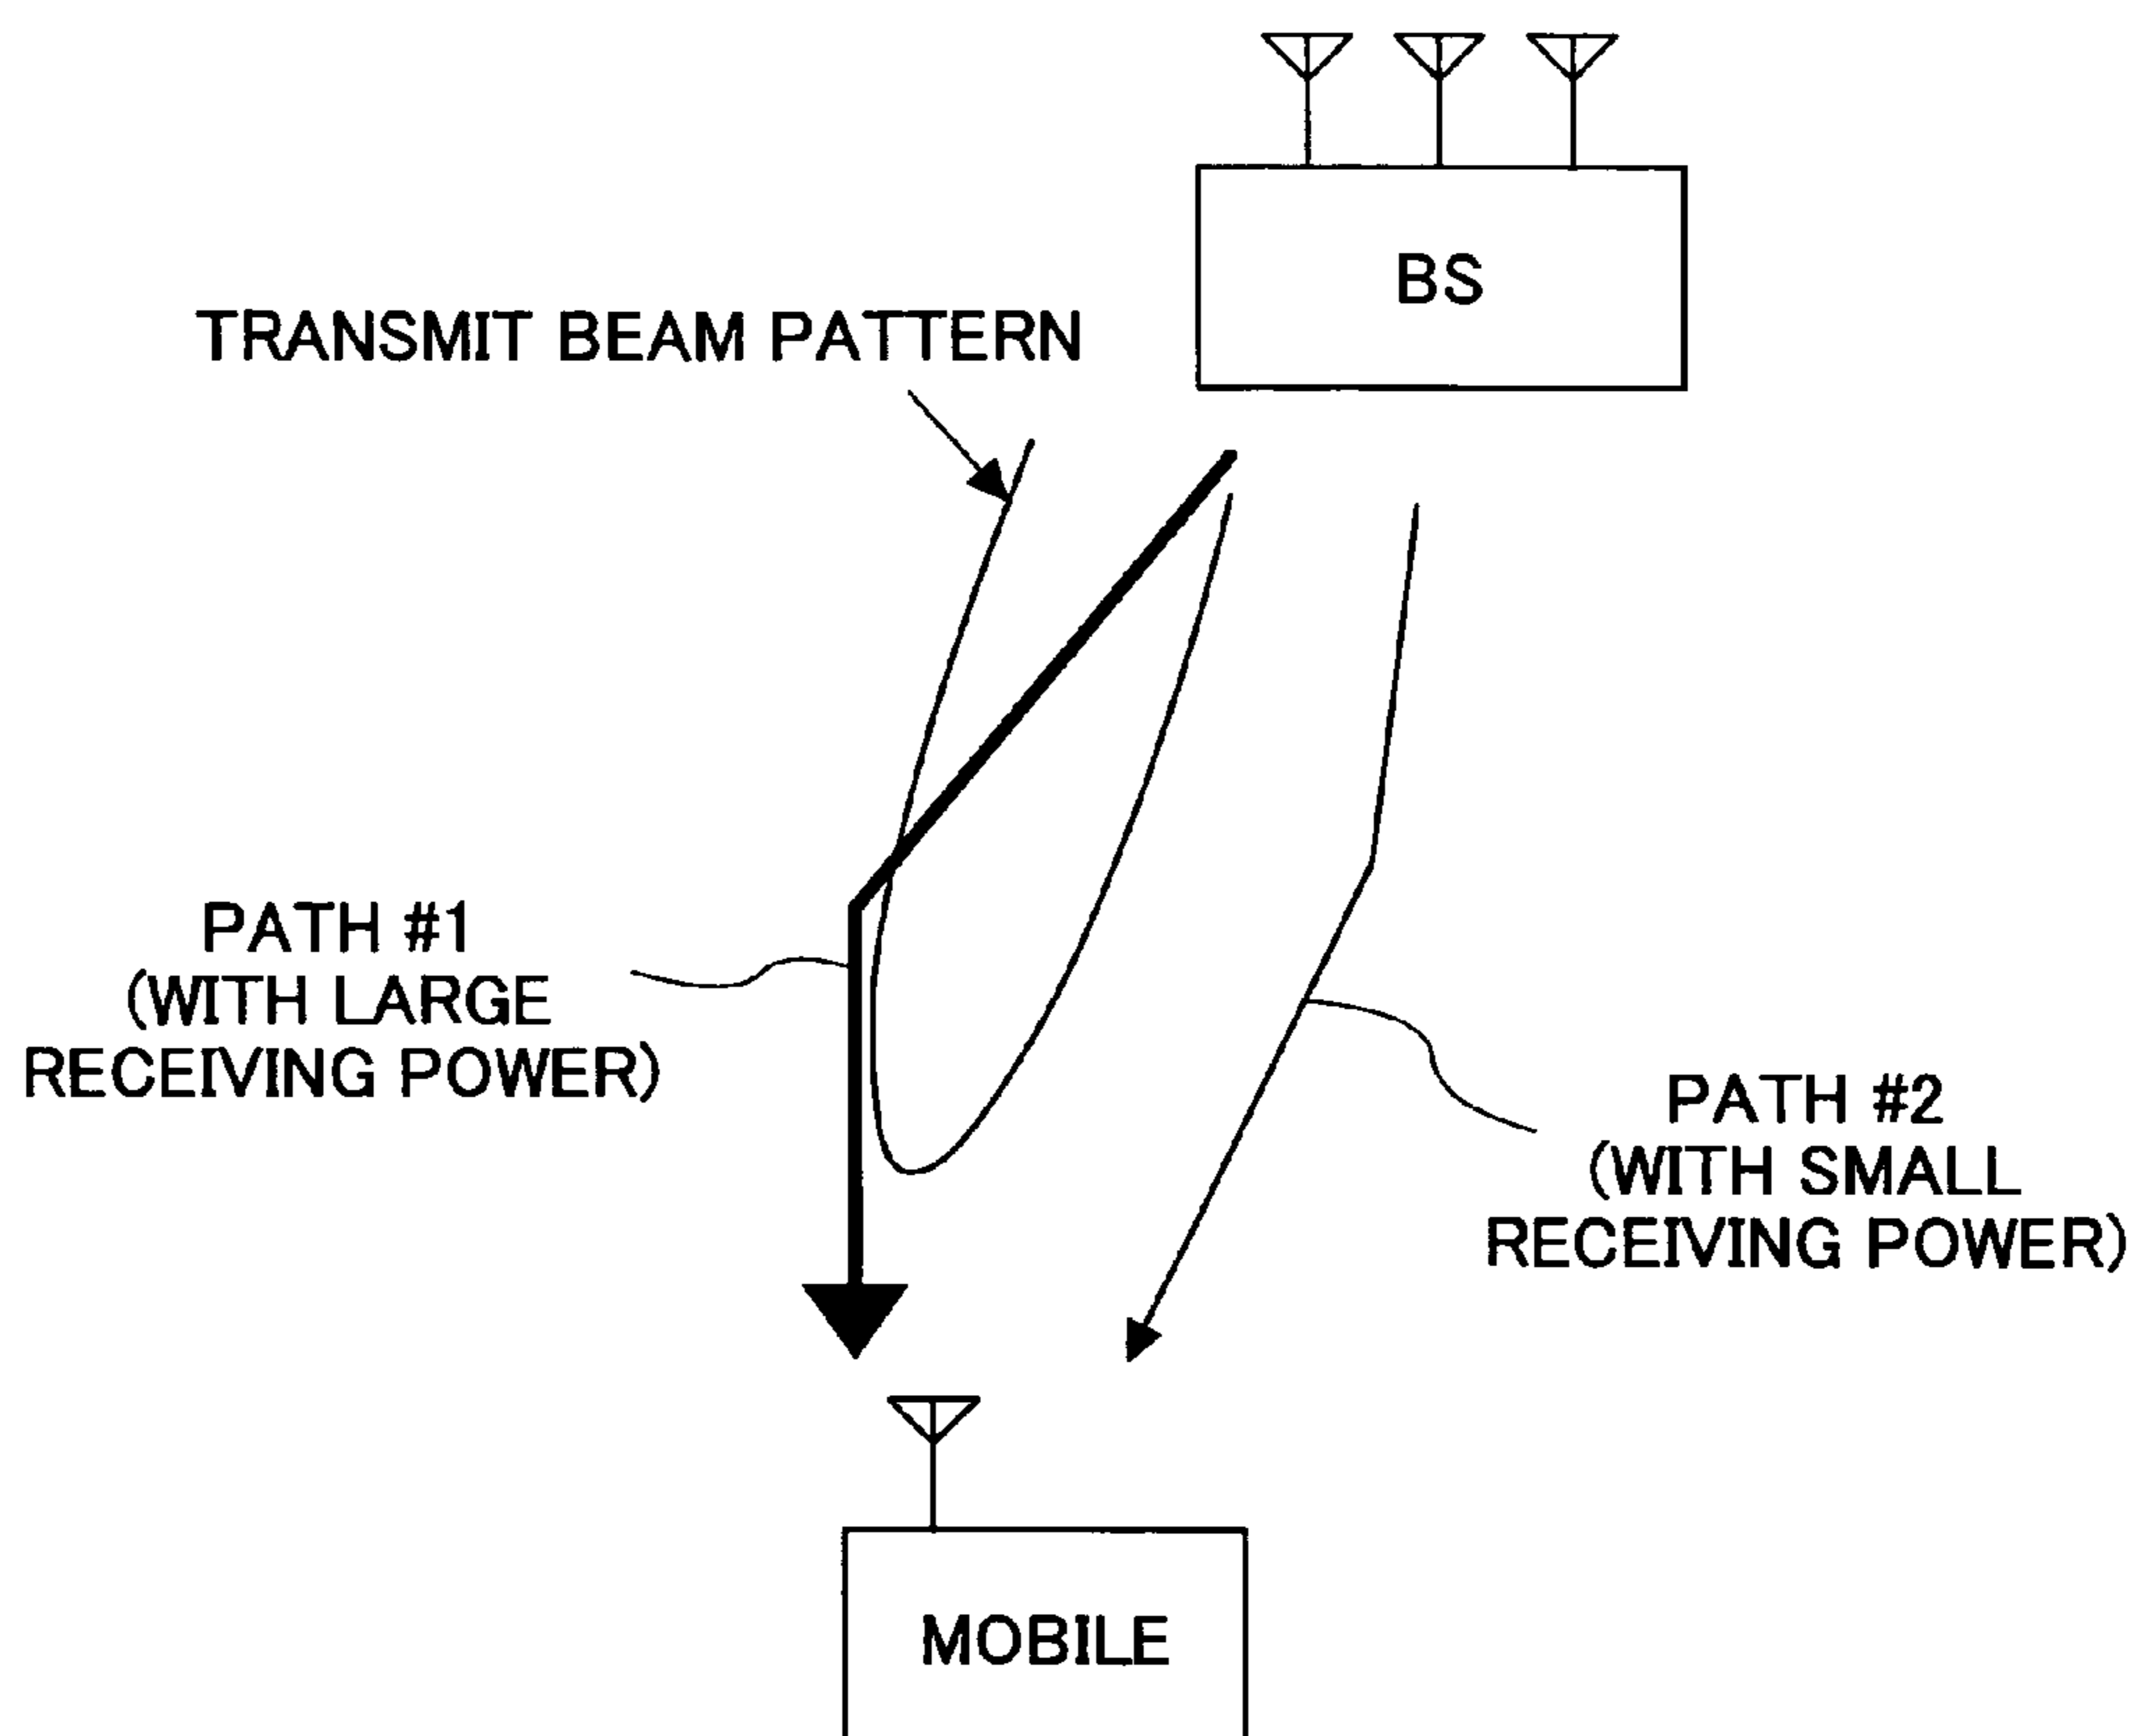 BS
TRANSMIT BEAM PATTERN
PATH #1
(WITH LARGE
RECEIVING POWER)
PATH #2
(WITH SMALL
RECEIVING POWER)
MOBILE